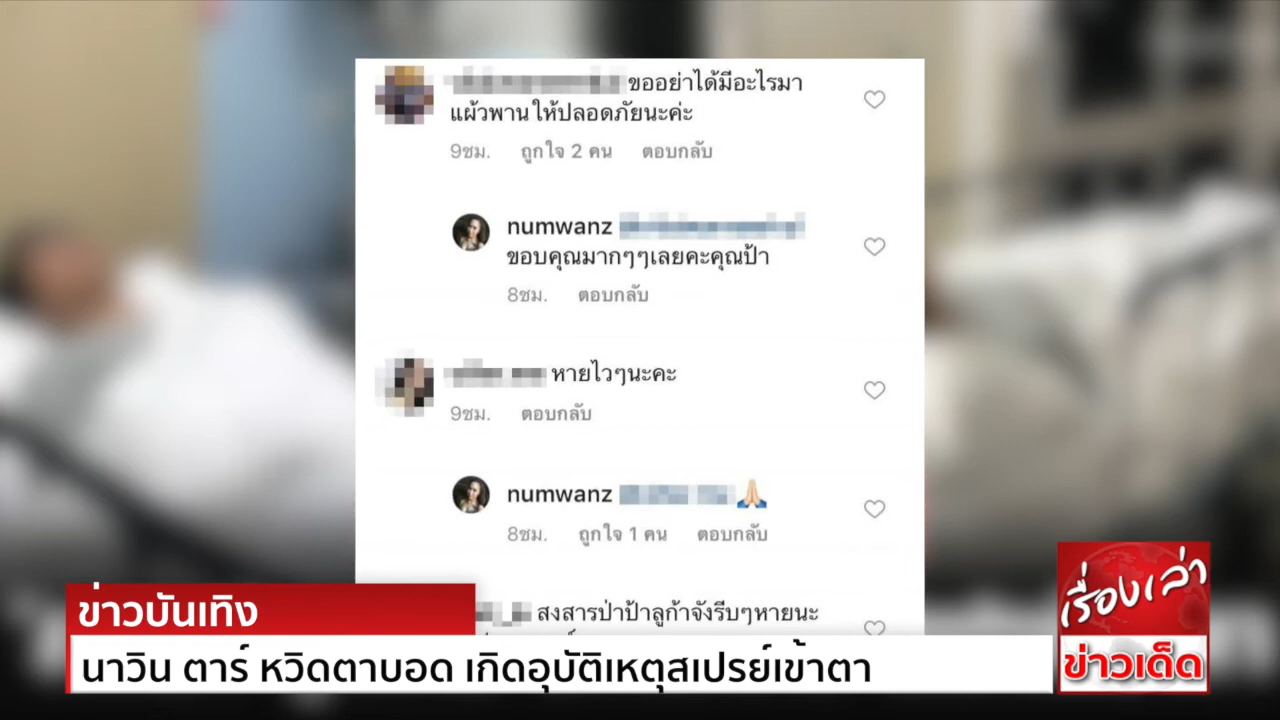 ขออย่าได้มีอะไรมา
แผ้วพานให้ปลอดภัยนะค่ะ
9ชม. ถูกใจ 2 คน ตอบกลับ
numwanz
ขอบคุณมากๆๆเลยคะคุณป้า
8ชม. ตอบกลับ
หายไวๆนะคะ
9ชม. ตอบกลับ
numwanz 🙏🏻
8ชม. ถูกใจ 1 คน ตอบกลับ
สงสารป่าป้าลูก้าจังรีบๆหายนะ
ข่าวบันเทิง
นาวิน ตาร์ หวิดตาบอด เกิดอุบัติเหตุสเปรย์เข้าตา
เรื่องเล่า
ข่าวเด็ด